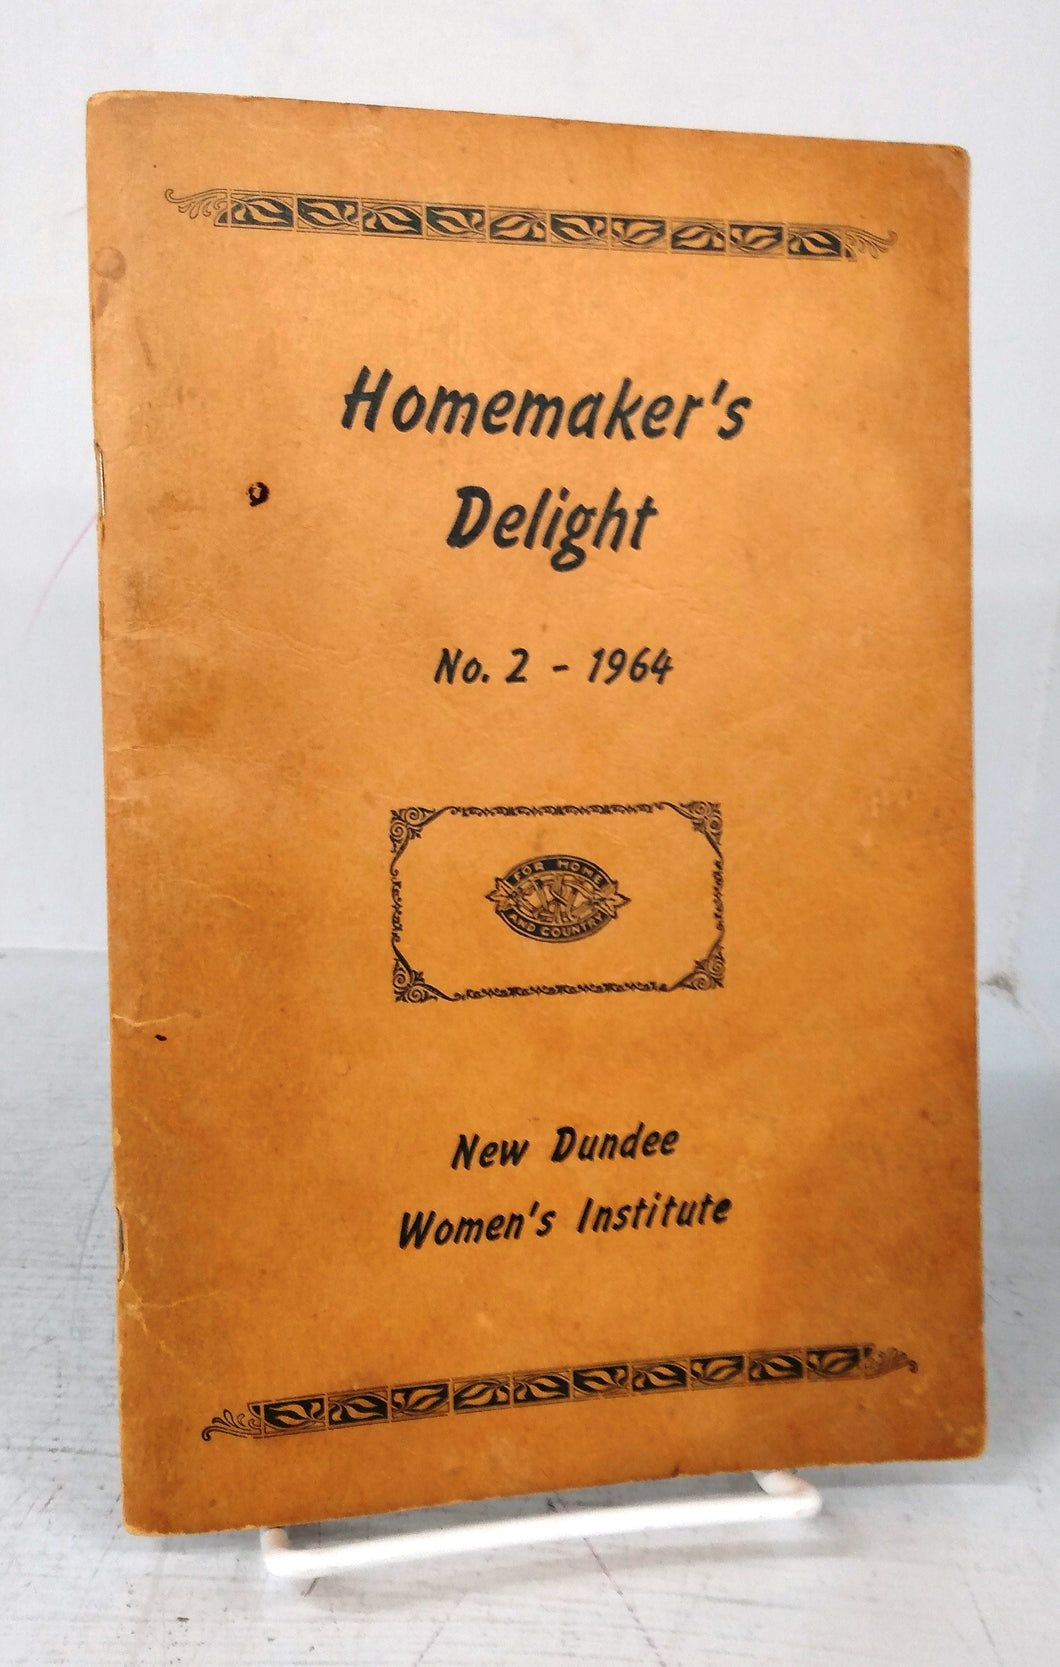 Homemaker's
Delight
No. 2 - 1964
FOR HOME
AND COUNTRY
New Dundee
Women's Institute